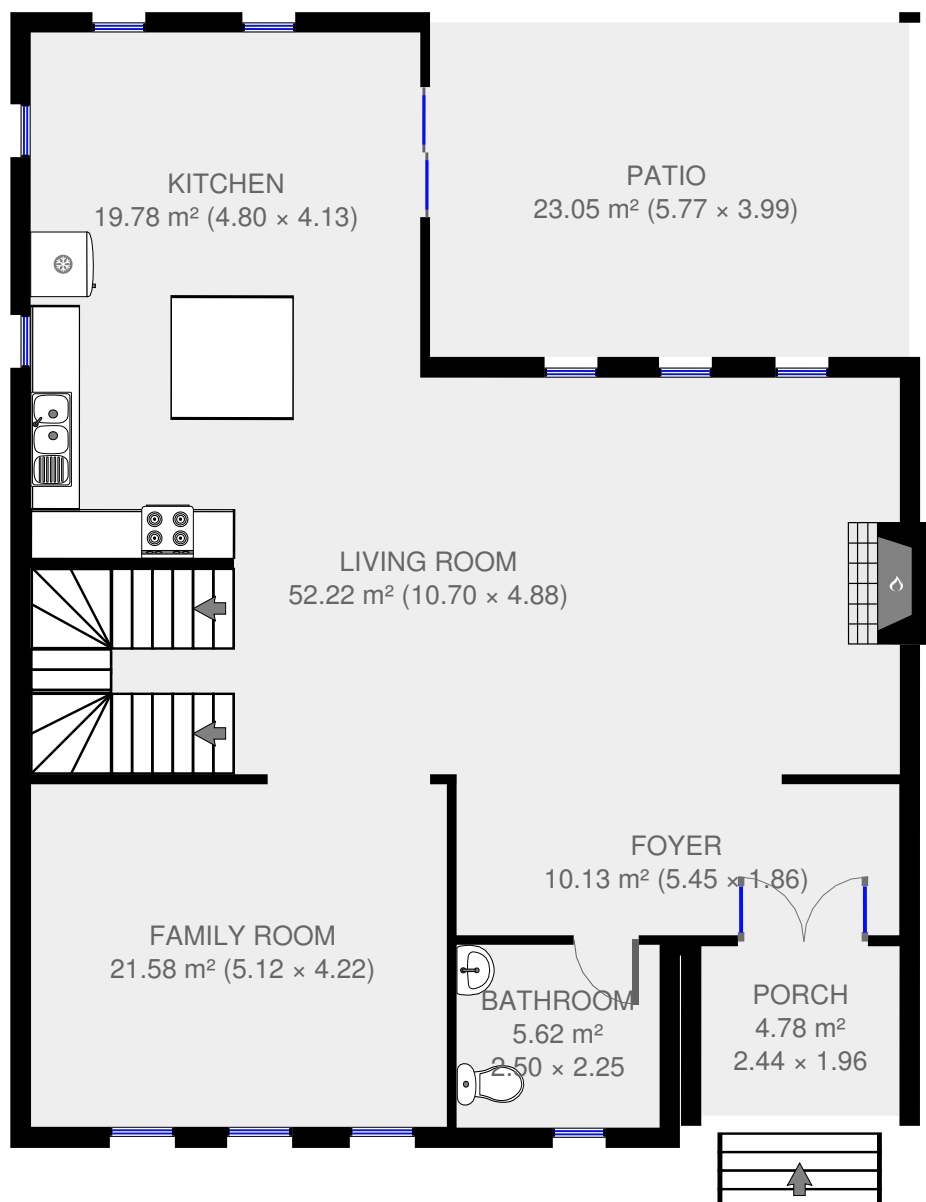 KITCHEN
19.78 m² (4.80 × 4.13)
PATIO
23.05 m² (5.77 × 3.99)
LIVING ROOM
52.22 m² (10.70 × 4.88)
FOYER
10.13 m² (5.45 × 1.86)
FAMILY ROOM
21.58 m² (5.12 × 4.22)
BATHROOM
5.62 m²
2.50 × 2.25
PORCH
4.78 m²
2.44 × 1.96